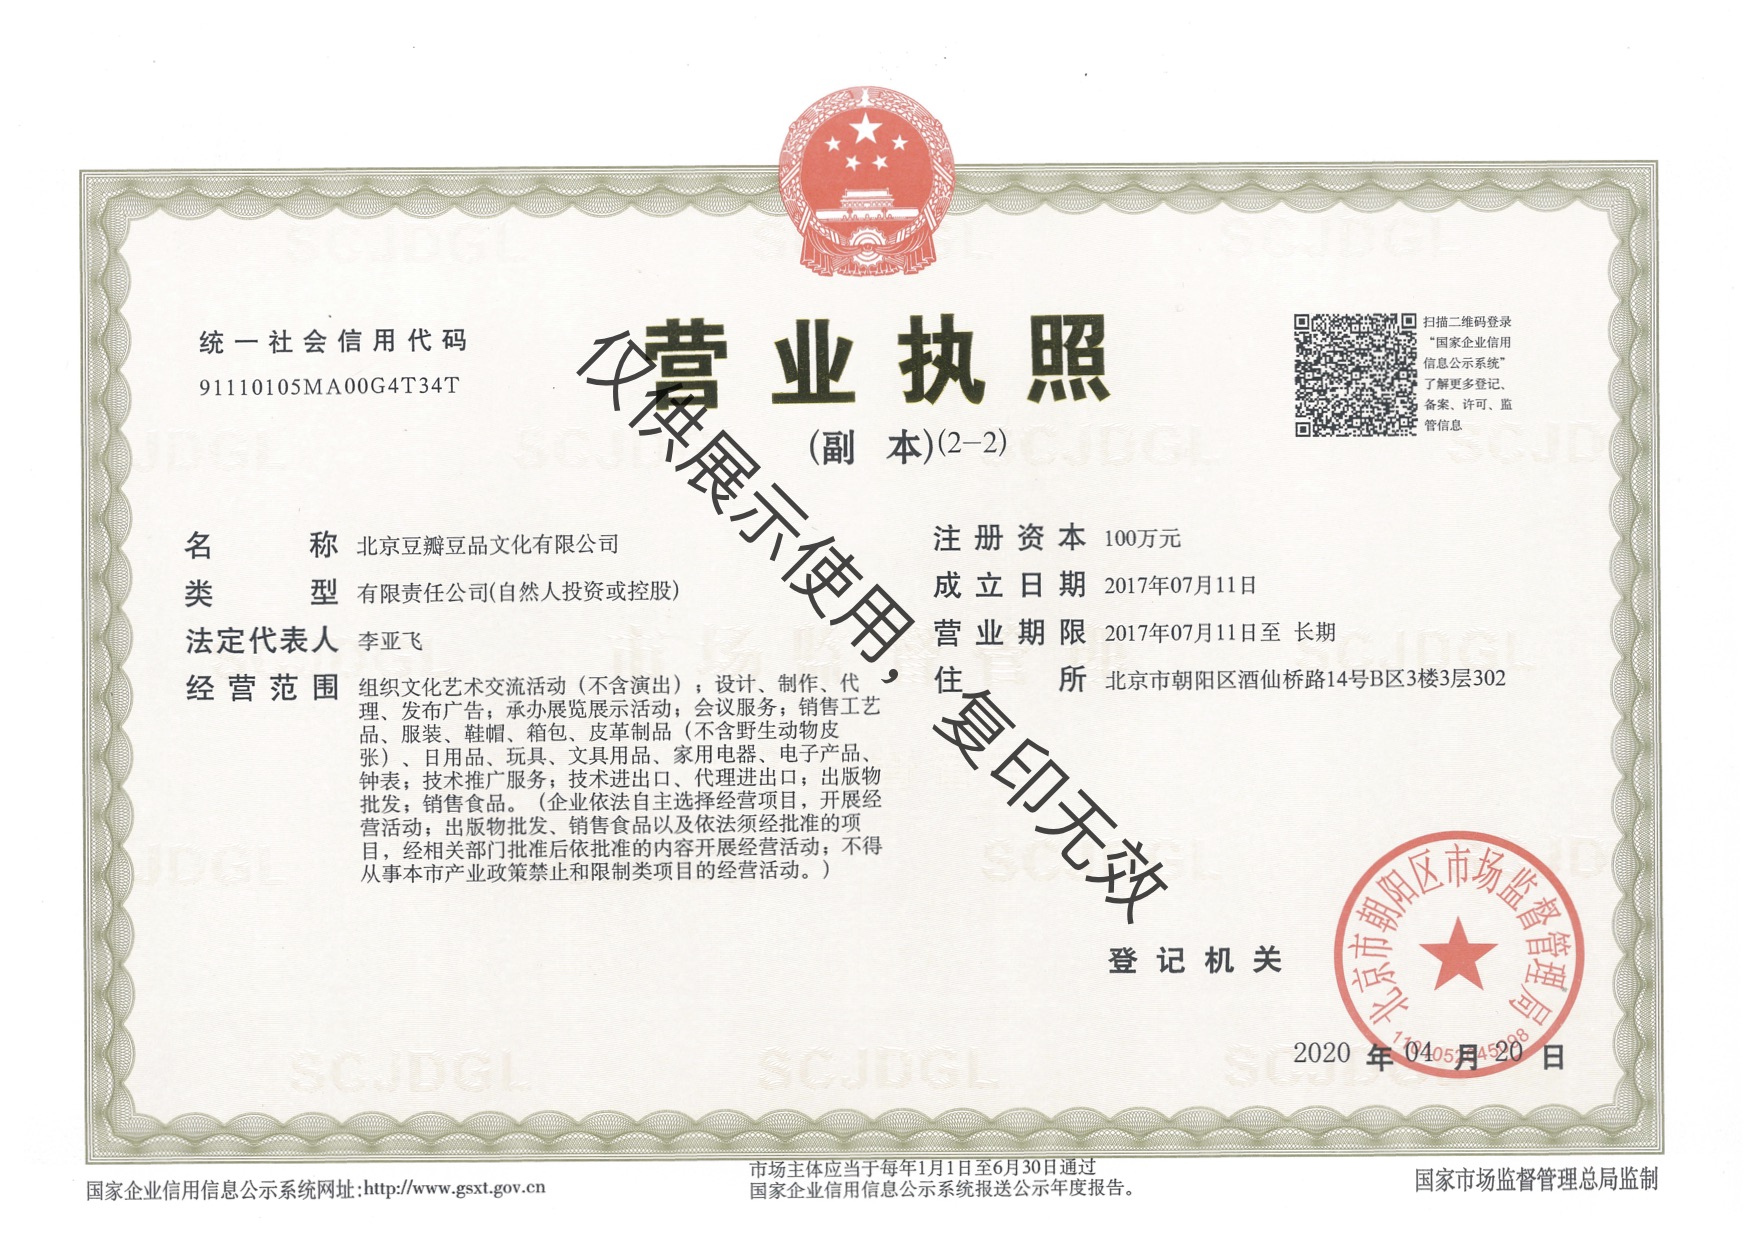 统一社会信用代码
91110105MA00G4T34T
营业执照
(副 本)(2-2)
扫描二维码登录
“国家企业信用
信息公示系统”
了解更多登记、
备案、许可、监
管信息
名 称 北京豆瓣豆品文化有限公司
类 型 有限责任公司(自然人投资或控股)
法定代表人 李亚飞
经营范围 组织文化艺术交流活动（不含演出）；设计、制作、代
理、发布广告；承办展览展示活动；会议服务；销售工艺
品、服装、鞋帽、箱包、皮革制品（不含野生动物皮
张）、日用品、玩具、文具用品、家用电器、电子产品、
钟表；技术推广服务；技术进出口、代理进出口；出版物
批发；销售食品。（企业依法自主选择经营项目，开展经
营活动；出版物批发、销售食品以及依法须经批准的项
目，经相关部门批准后依批准的内容开展经营活动；不得
从事本市产业政策禁止和限制类项目的经营活动。）
注册资本 100万元
成立日期 2017年07月11日
营业期限 2017年07月11日至 长期
住 所 北京市朝阳区酒仙桥路14号B区3楼3层302
仅供展示使用，复印无效
登记机关
北京市朝阳区市场监督管理局
2020 年 04 月 20 日
国家企业信用信息公示系统网址:http://www.gsxt.gov.cn
市场主体应当于每年1月1日至6月30日通过
国家企业信用信息公示系统报送公示年度报告。
国家市场监督管理总局监制
SCJDGL